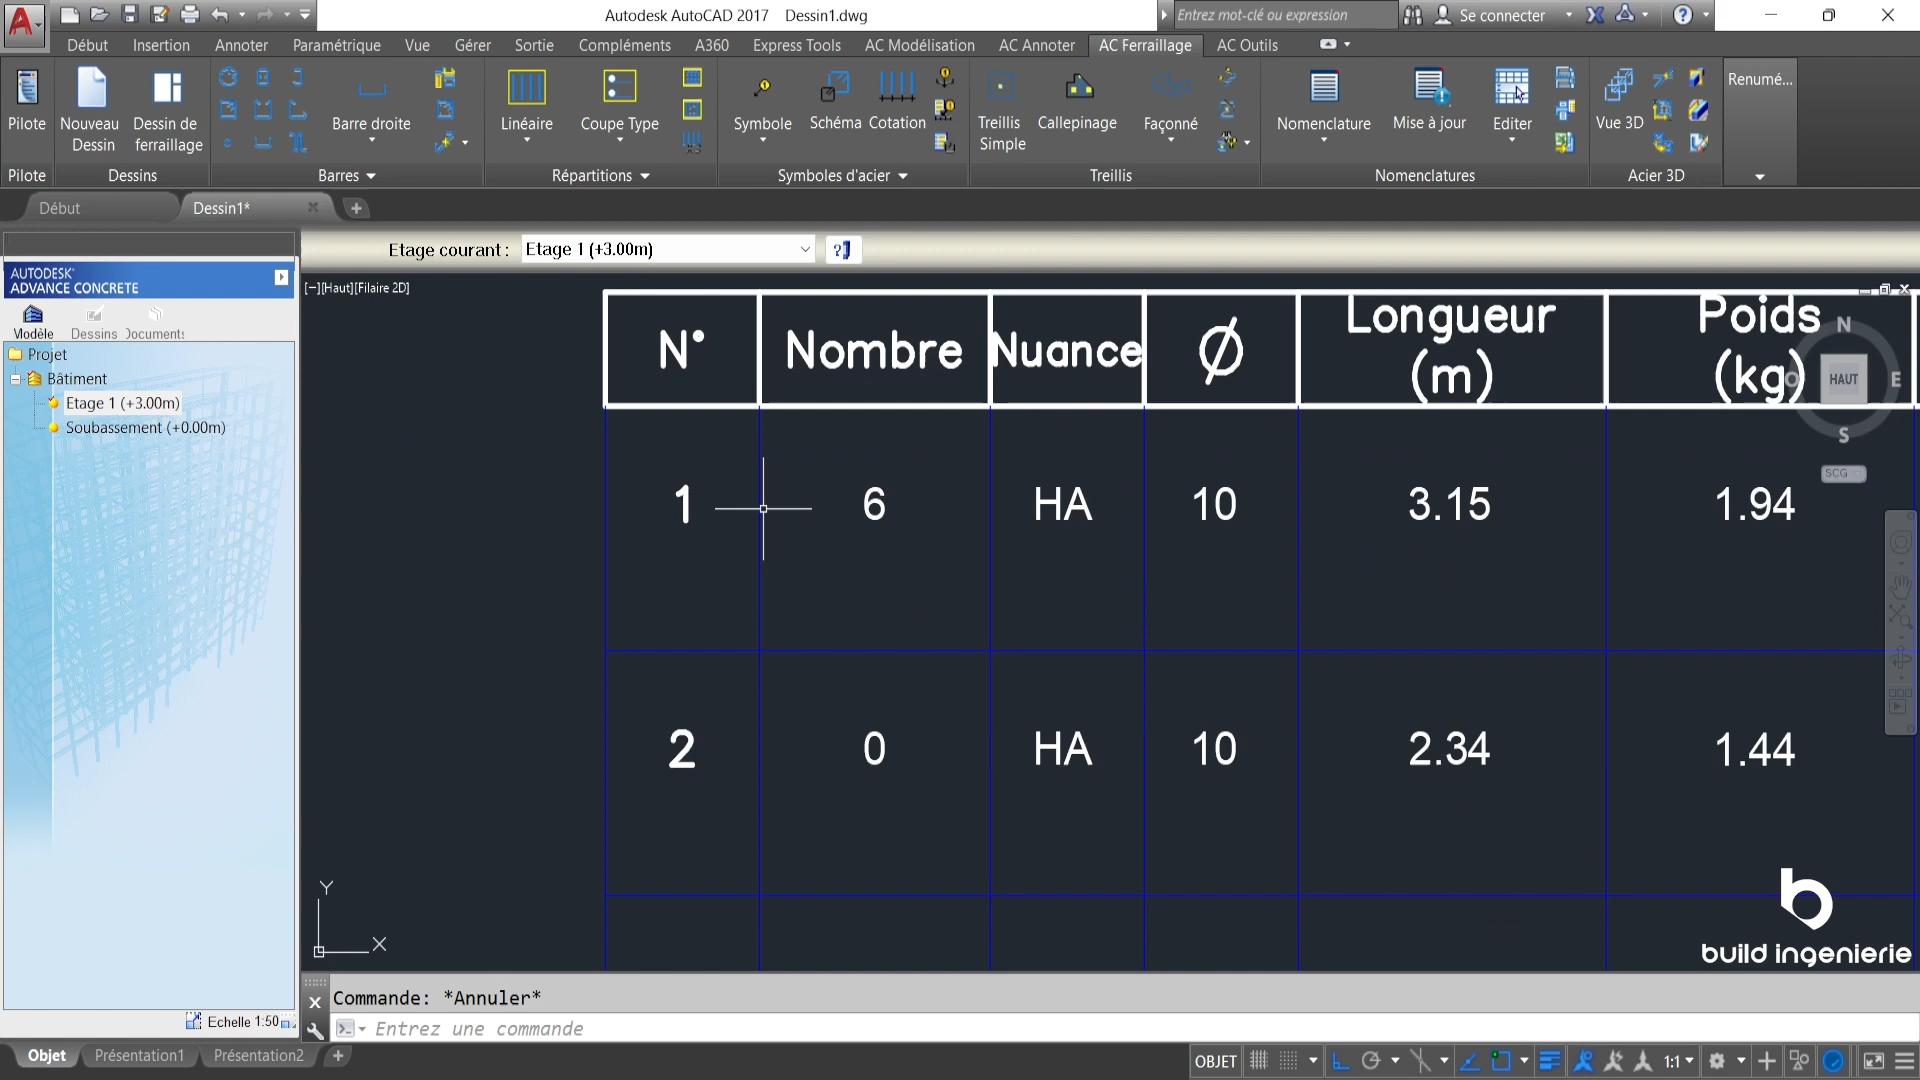 Autodesk AutoCAD 2017 Dessin1.dwg
Entrez mot-clé ou expression
Se connecter
Début Insertion Annoter Paramétrique Vue Gérer Sortie Compléments A360 Express Tools AC Modélisation AC Annoter AC Ferraillage AC Outils
Pilote
Nouveau Dessin
Dessin de ferraillage
Barre droite
Linéaire
Coupe Type
Symbole
Schéma
Cotation
Treillis Simple
Callepinage
Façonné
Nomenclature
Mise à jour
Editer
Vue 3D
Renumé...
Pilote Dessins Barres Répartitions Symboles d'acier Treillis Nomenclatures Acier 3D
Début Dessin1*
Etage courant : Etage 1 (+3.00m)
AUTODESK®
ADVANCE CONCRETE
[−][Haut][Filaire 2D]
Modèle Dessins Documents
Projet
Bâtiment
Etage 1 (+3.00m)
Soubassement (+0.00m)
N° Nombre Nuance Ø Longueur (m) Poids (kg)
1 6 HA 10 3.15 1.94
2 0 HA 10 2.34 1.44
N
O HAUT E
S
SCG
Y
X
build ingenierie
Commande: *Annuler*
Entrez une commande
Echelle 1:50
Objet Présentation1 Présentation2
OBJET 1:1